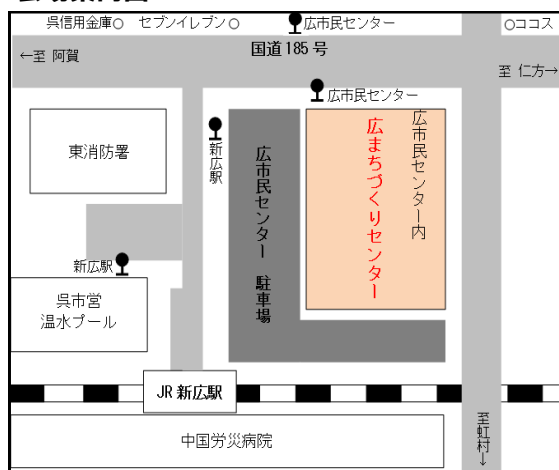 呉信用金庫○ セブンイレブン○ 広市民センター ○ココス
国道185号
←至 阿賀
至 仁方→
広市民センター
東消防署
新広駅
広市民センター 駐車場
広市民センター内
広まちづくりセンター
新広駅
呉市営
温水プール
JR 新広駅
中国労災病院
至虹村↓